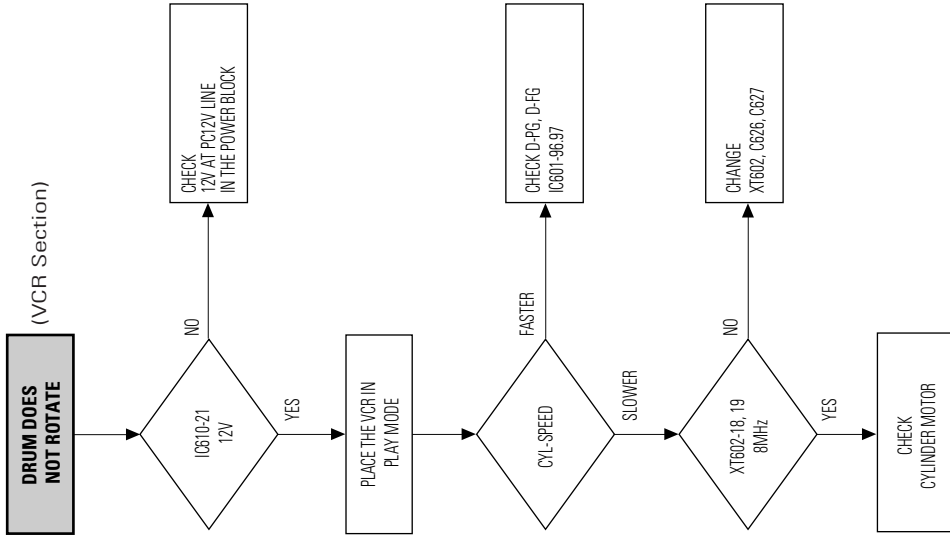 (VCR Section)
DRUM DOES
NOT ROTATE
IC610-21
12V
NO
CHECK
12V AT PC12V LINE
IN THE POWER BLOCK
YES
PLACE THE VCR IN
PLAY MODE
CYL-SPEED
FASTER
CHECK D-PG, D-FG
IC601-96.97
SLOWER
XT602-18, 19
8MHz
NO
CHANGE
XT602, C626, C627
YES
CHECK
CYLINDER MOTOR